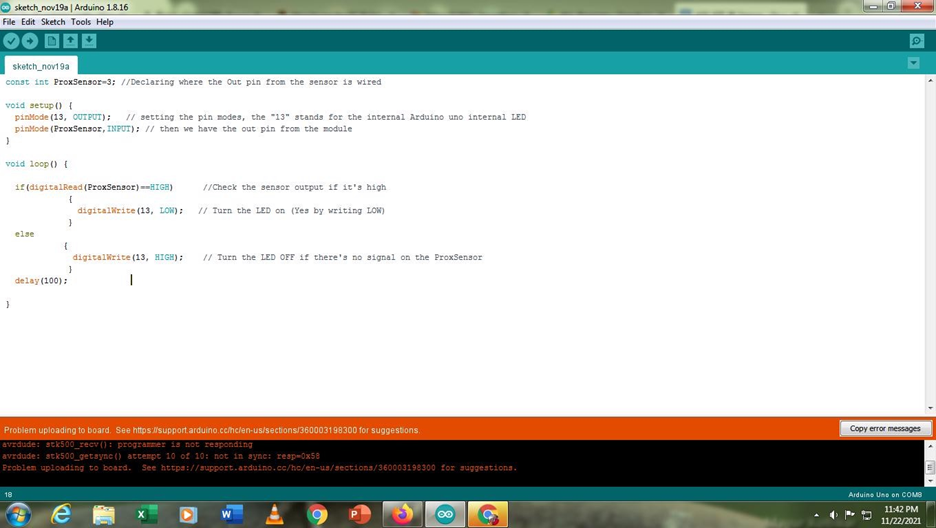 sketch_nov19a | Arduino 1.8.16
File Edit Sketch Tools Help
sketch_nov19a
const int ProxSensor=3; //Declaring where the Out pin from the sensor is wired
void setup() {
pinMode(13, OUTPUT); // setting the pin modes, the "13" stands for the internal Arduino uno internal LED
pinMode(ProxSensor,INPUT); // then we have the out pin from the module
}
void loop() {
if(digitalRead(ProxSensor)==HIGH) //Check the sensor output if it's high
{
digitalWrite(13, LOW); // Turn the LED on (Yes by writing LOW)
}
else
{
digitalWrite(13, HIGH); // Turn the LED OFF if there's no signal on the ProxSensor
}
delay(100);
}
Problem uploading to board. See https://support.arduino.cc/hc/en-us/sections/360003198300 for suggestions.
Copy error messages
avrdude: stk500_recv(): programmer is not responding
avrdude: stk500_getsync() attempt 10 of 10: not in sync: resp=0x58
Problem uploading to board. See https://support.arduino.cc/hc/en-us/sections/360003198300 for suggestions.
18
Arduino Uno on COM8
11:42 PM
11/22/2021